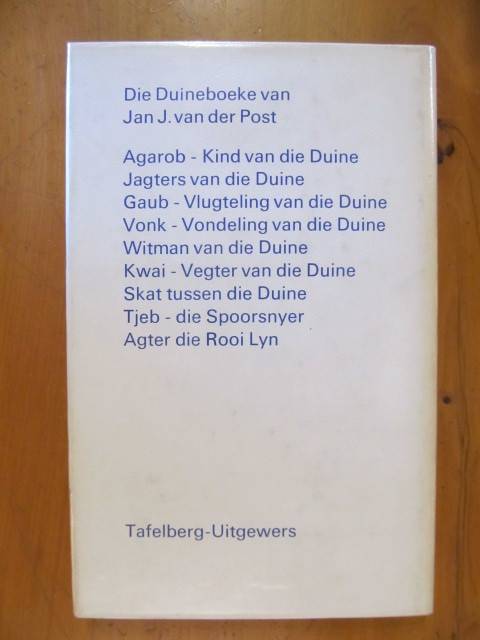 Die Duineboeke van
Jan J. van der Post
Agarob - Kind van die Duine
Jagters van die Duine
Gaub - Vlugteling van die Duine
Vonk - Vondeling van die Duine
Witman van die Duine
Kwai - Vegter van die Duine
Skat tussen die Duine
Tjeb - die Spoorsnyer
Agter die Rooi Lyn
Tafelberg-Uitgewers